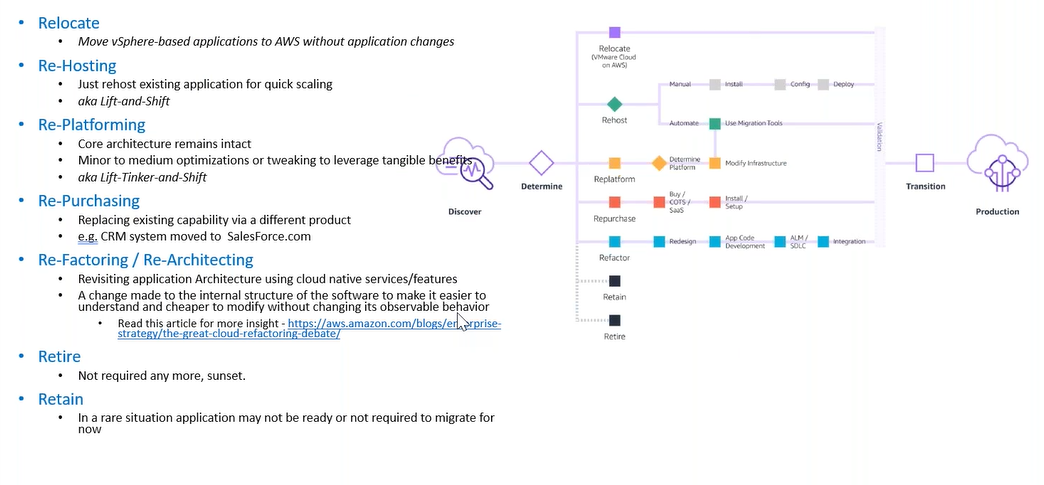 Relocate
Move vSphere-based applications to AWS without application changes
Re-Hosting
Just rehost existing application for quick scaling
aka Lift-and-Shift
Re-Platforming
Core architecture remains intact
Minor to medium optimizations or tweaking to leverage tangible benefits
aka Lift-Tinker-and-Shift
Re-Purchasing
Replacing existing capability via a different product
e.g. CRM system moved to SalesForce.com
Re-Factoring / Re-Architecting
Revisiting application Architecture using cloud native services/features
A change made to the internal structure of the software to make it easier to
understand and cheaper to modify without changing its observable behavior
Read this article for more insight - https://aws.amazon.com/blogs/enterprise-
strategy/the-great-cloud-refactoring-debate/
Retire
Not required any more, sunset.
Retain
In a rare situation application may not be ready or not required to migrate for
now
Discover
Determine
Relocate
(VMware Cloud
on AWS)
Rehost
Manual
Install
Config
Deploy
Automate
Use Migration Tools
Replatform
Determine
Platform
Modify Infrastructure
Repurchase
Buy /
COTS /
SaaS
Install /
Setup
Refactor
Redesign
App Code
Development
ALM /
SDLC
Integration
Retain
Retire
Validation
Transition
Production